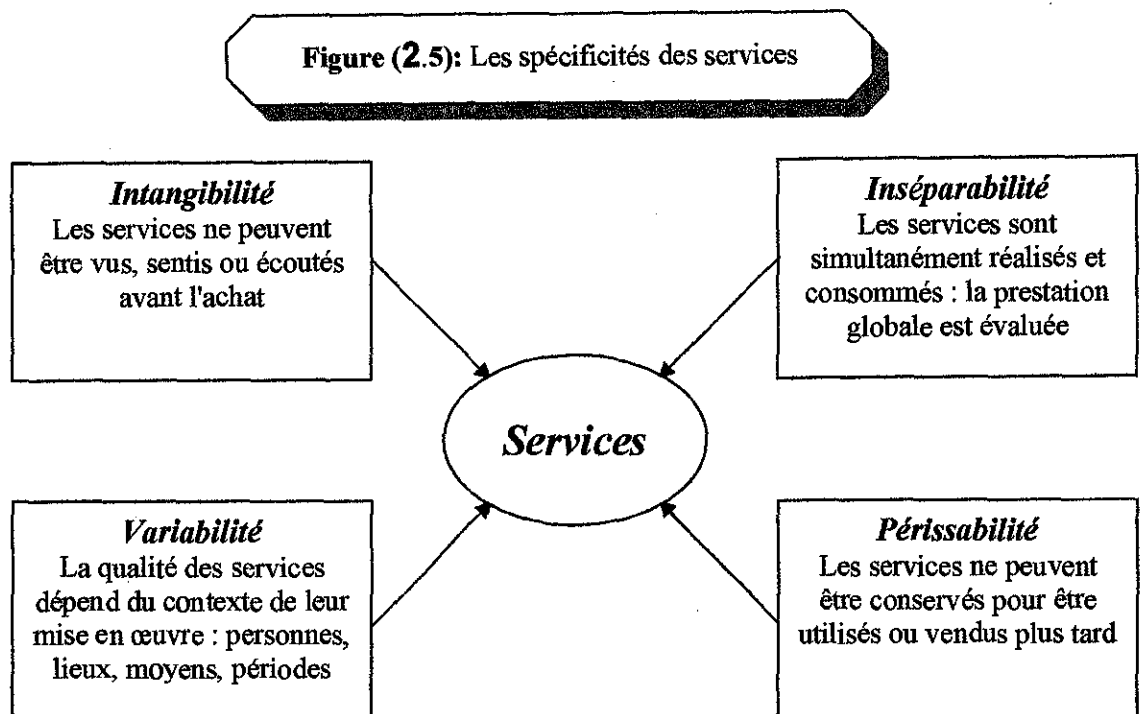 Figure (2.5): Les spécificités des services
Intangibilité
Les services ne peuvent
être vus, sentis ou écoutés
avant l'achat
Inséparabilité
Les services sont
simultanément réalisés et
consommés : la prestation
globale est évaluée
Services
Variabilité
La qualité des services
dépend du contexte de leur
mise en œuvre : personnes,
lieux, moyens, périodes
Périssabilité
Les services ne peuvent
être conservés pour être
utilisés ou vendus plus tard